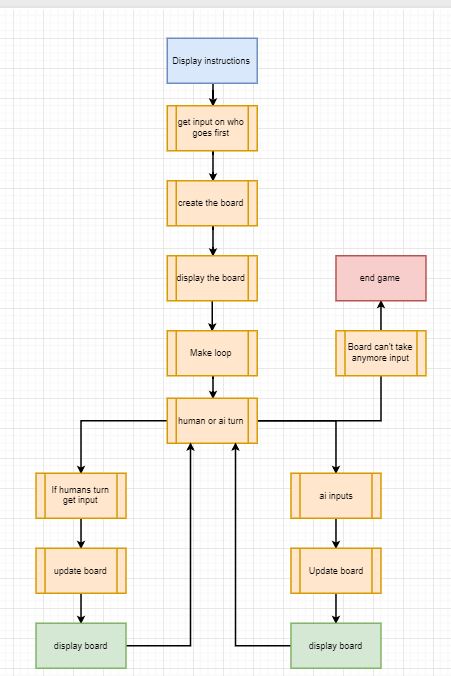 Display instructions
get input on who
goes first
create the board
display the board
end game
Make loop
Board can't take
anymore input
human or ai turn
If humans turn
get input
ai inputs
update board
Update board
display board
display board